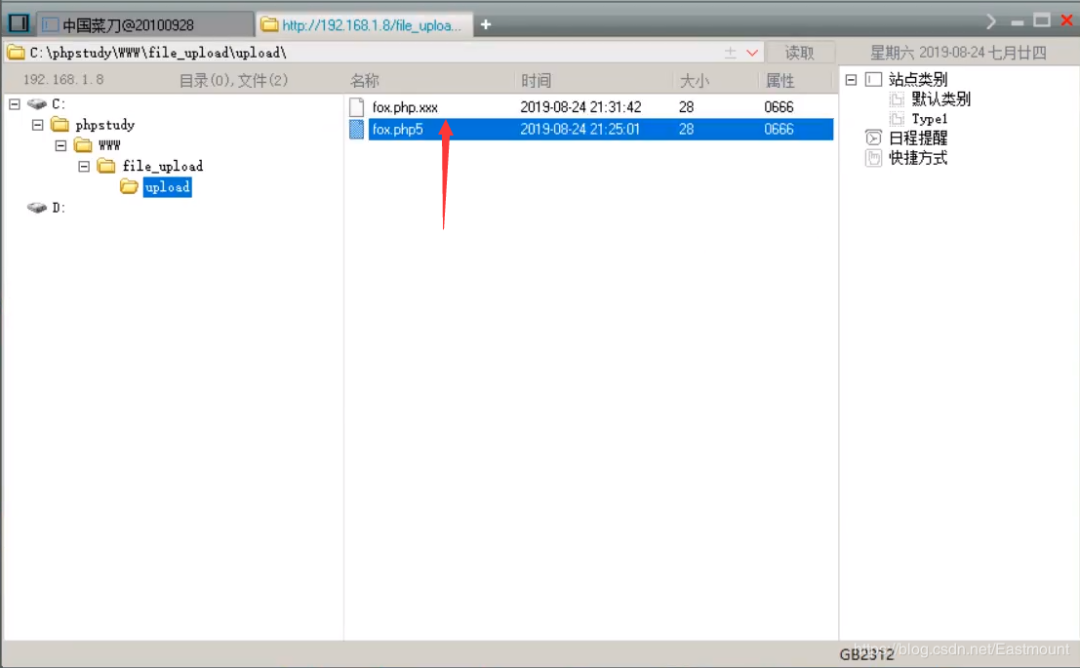 中国菜刀@20100928 http://192.168.1.8/file_uploa... +
C:\phpstudy\WWW\file_upload\upload\ 读取 星期六 2019-08-24 七月廿四
192.168.1.8 目录(0),文件(2) 名称 时间 大小 属性
C:
phpstudy
WWW
file_upload
upload
D:
fox.php.xxx 2019-08-24 21:31:42 28 0666
fox.php5 2019-08-24 21:25:01 28 0666
站点类别
默认类别
Type1
日程提醒
快捷方式
GB2312
https://blog.csdn.net/Eastmount